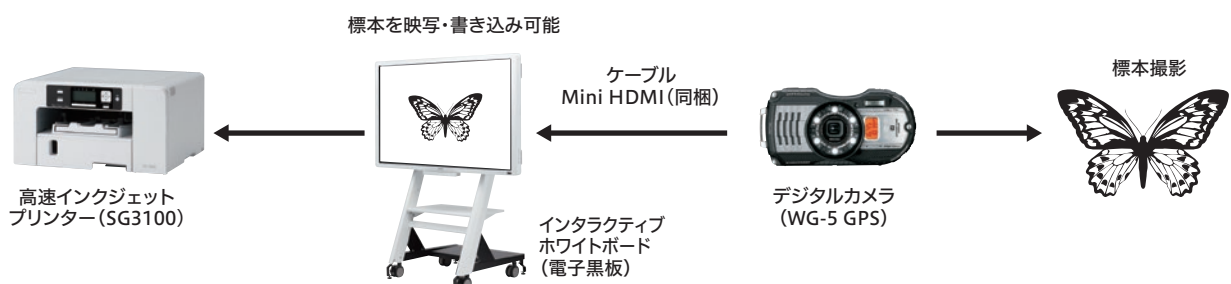 標本を映写・書き込み可能
ケーブル
Mini HDMI(同梱)
標本撮影
高速インクジェット
プリンター(SG3100)
インタラクティブ
ホワイトボード
(電子黒板)
デジタルカメラ
(WG-5 GPS)